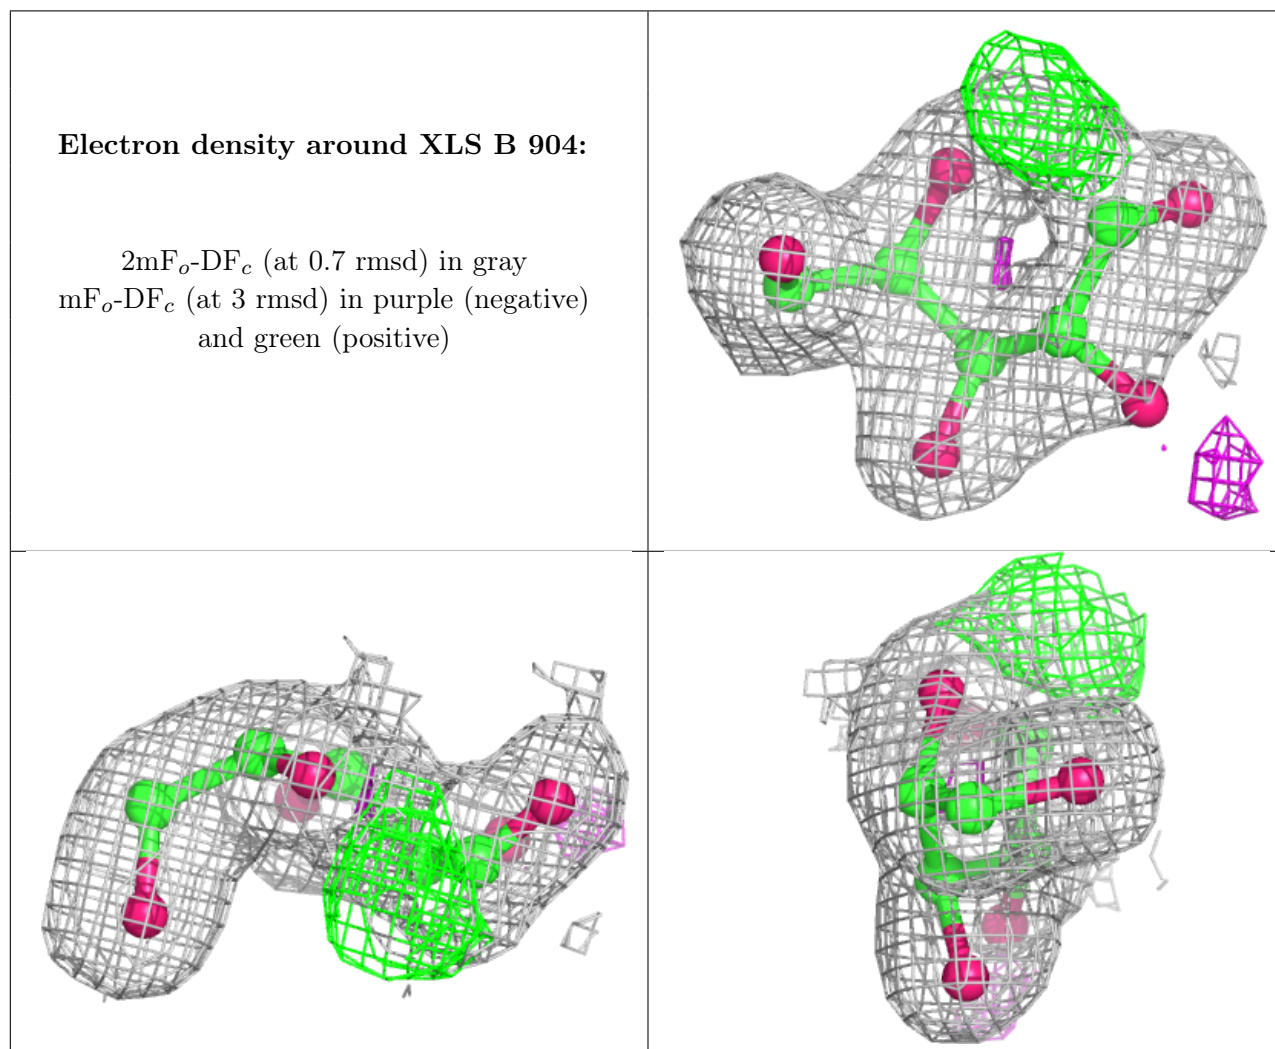 Electron density around XLS B 904:
2mFo-DFc (at 0.7 rmsd) in gray
mFo-DFc (at 3 rmsd) in purple (negative)
and green (positive)